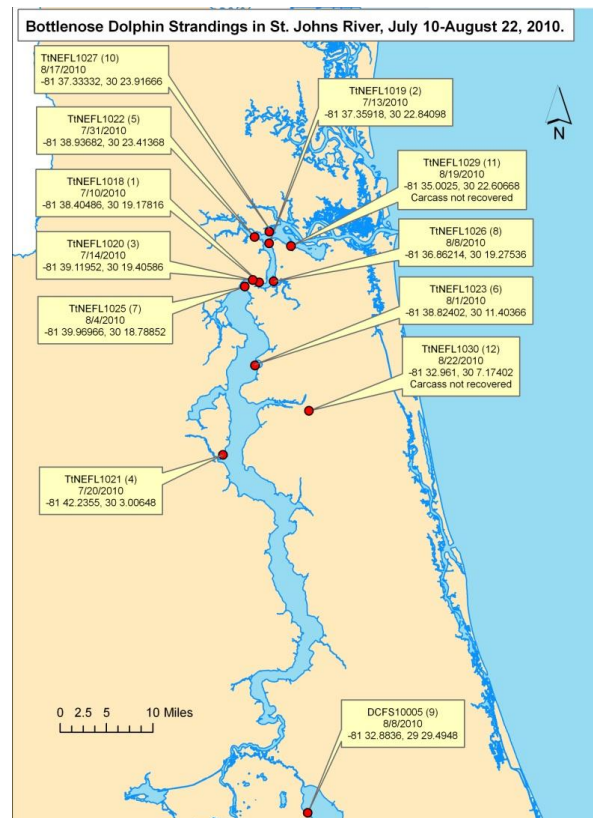 Bottlenose Dolphin Strandings in St. Johns River, July 10-August 22, 2010.
TtNEFL1027 (10)
8/17/2010
-81 37.33332, 30 23.91666
TtNEFL1019 (2)
7/13/2010
-81 37.35918, 30 22.84098
N
TtNEFL1022 (5)
7/31/2010
-81 38.93682, 30 23.41368
TtNEFL1029 (11)
8/19/2010
-81 35.0025, 30 22.60668
Carcass not recovered
TtNEFL1018 (1)
7/10/2010
-81 38.40486, 30 19.17816
TtNEFL1026 (8)
8/8/2010
-81 36.86214, 30 19.27536
TtNEFL1020 (3)
7/14/2010
-81 39.11952, 30 19.40586
TtNEFL1023 (6)
8/1/2010
-81 38.82402, 30 11.40366
TtNEFL1025 (7)
8/4/2010
-81 39.96966, 30 18.78852
TtNEFL1030 (12)
8/22/2010
-81 32.961, 30 7.17402
Carcass not recovered
TtNEFL1021 (4)
7/20/2010
-81 42.2355, 30 3.00648
0 2.5 5 10 Miles
DCFS10005 (9)
8/8/2010
-81 32.8836, 29 29.4948